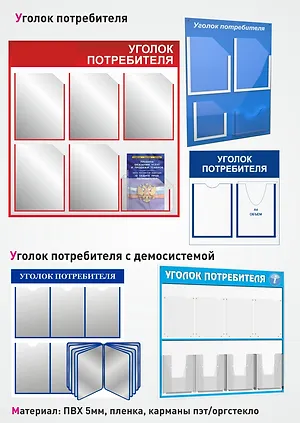 Уголок потребителя
УГОЛОК
ПОТРЕБИТЕЛЯ
Уголок потребителя
УГОЛОК
ПОТРЕБИТЕЛЯ
Уголок потребителя с демосистемой
УГОЛОК ПОТРЕБИТЕЛЯ
УГОЛОК ПОТРЕБИТЕЛЯ
Материал: ПВХ 5мм, пленка, карманы пэт/оргстекло